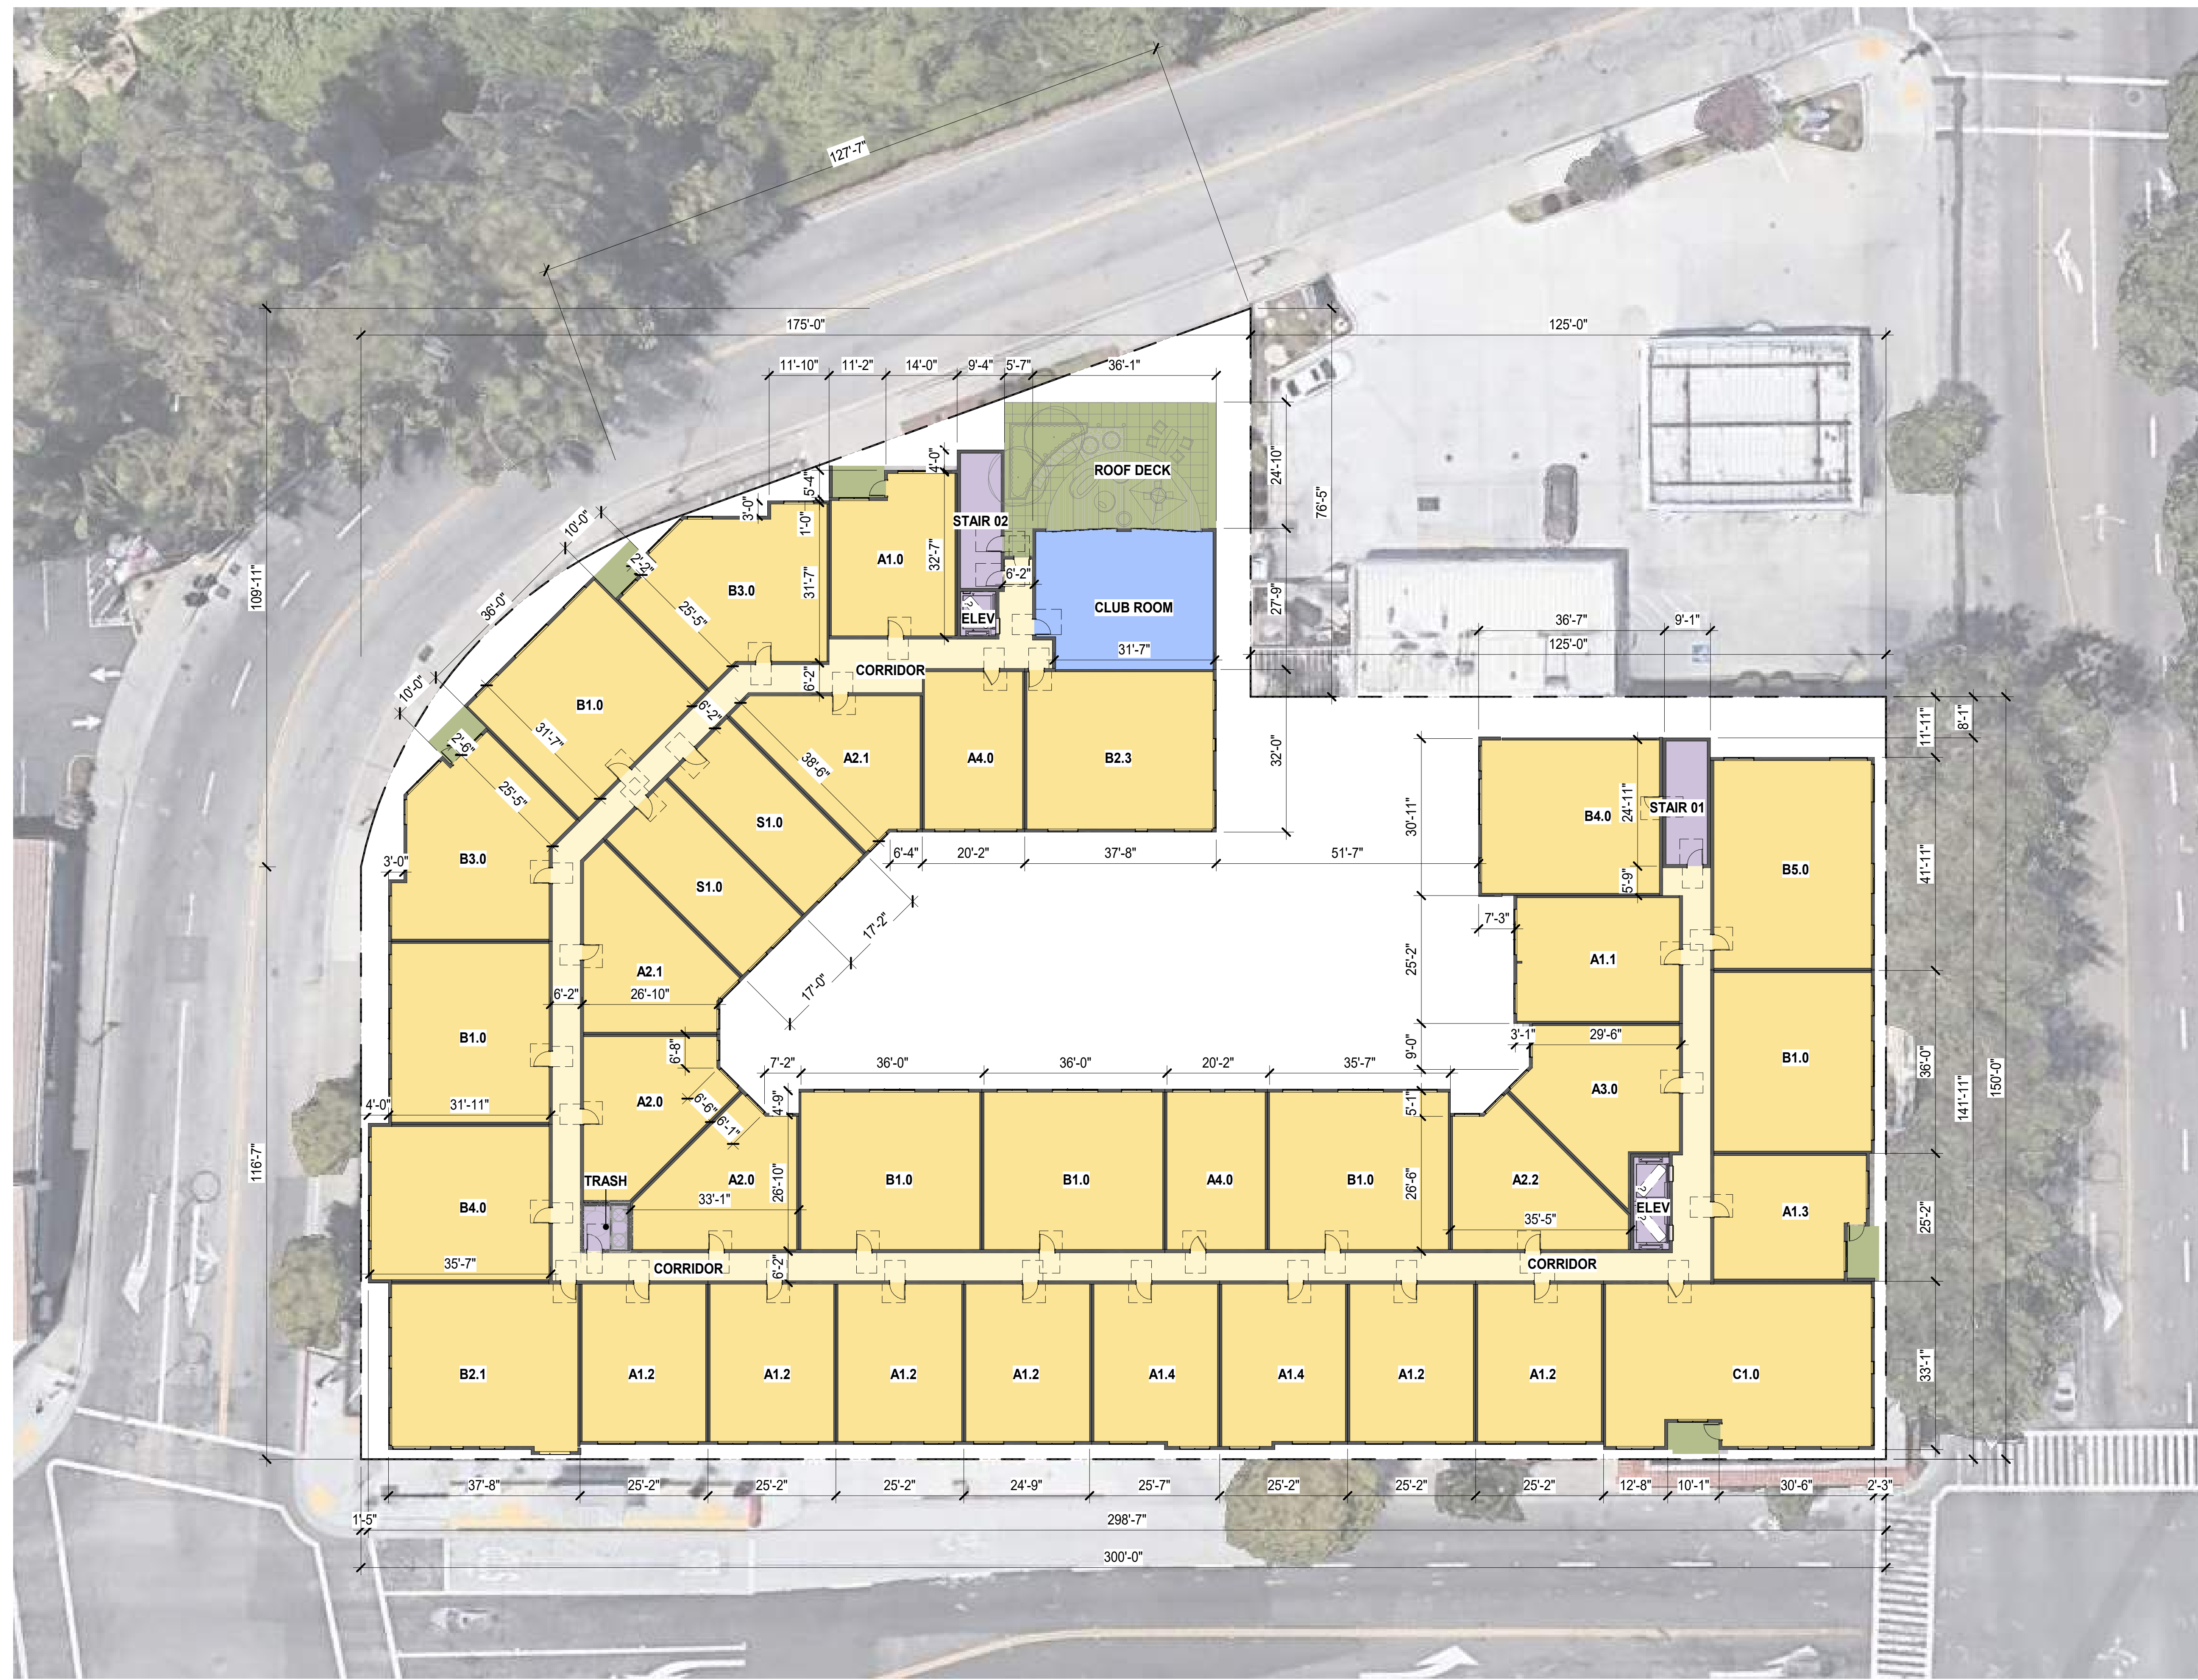 127'-7"
175'-0"
125'-0"
11'-10"
11'-2"
14'-0"
9'-4"
5'-7"
36'-1"
109'-11"
76'-5"
24'-10"
4'-0"
5'-4"
3'-0"
1'-0"
ROOF DECK
STAIR 02
10'-0"
2'-2"
A1.0
32'-7"
31'-7"
B3.0
25'-5"
6'-2"
ELEV
CLUB ROOM
27'-9"
31'-7"
36'-0"
36'-7"
9'-1"
125'-0"
CORRIDOR
6'-2"
10'-0"
B1.0
6'-2"
31'-7"
2'-6"
25'-5"
38'-6"
A2.1
A4.0
B2.3
32'-0"
11'-11"
8'-1"
30'-11"
24'-11"
B4.0
STAIR 01
S1.0
B3.0
3'-0"
6'-4"
20'-2"
37'-8"
51'-7"
5'-9"
B5.0
41'-11"
S1.0
17'-2"
7'-3"
25'-2"
A1.1
A2.1
17'-0"
6'-2"
26'-10"
B1.0
6'-8"
7'-2"
36'-0"
36'-0"
20'-2"
35'-7"
9'-0"
3'-1"
29'-6"
B1.0
36'-0"
141'-11"
150'-0"
4'-0"
31'-11"
A2.0
6'-6"
6'-1"
4'-9"
5'-1"
A3.0
116'-7"
TRASH
A2.0
33'-1"
26'-10"
B1.0
B1.0
A4.0
B1.0
26'-6"
A2.2
35'-5"
ELEV
A1.3
25'-2"
B4.0
35'-7"
CORRIDOR
6'-2"
CORRIDOR
B2.1
A1.2
A1.2
A1.2
A1.2
A1.4
A1.4
A1.2
A1.2
C1.0
33'-1"
37'-8"
25'-2"
25'-2"
25'-2"
24'-9"
25'-7"
25'-2"
25'-2"
25'-2"
12'-8"
10'-1"
30'-6"
2'-3"
1'-5"
298'-7"
300'-0"